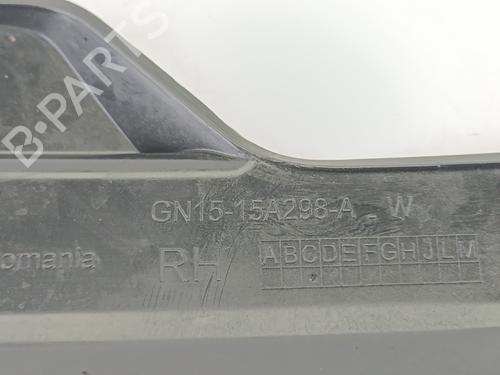 B-PARTS
GN15-15A298-A W
omania RH ABCDEFGHJLM